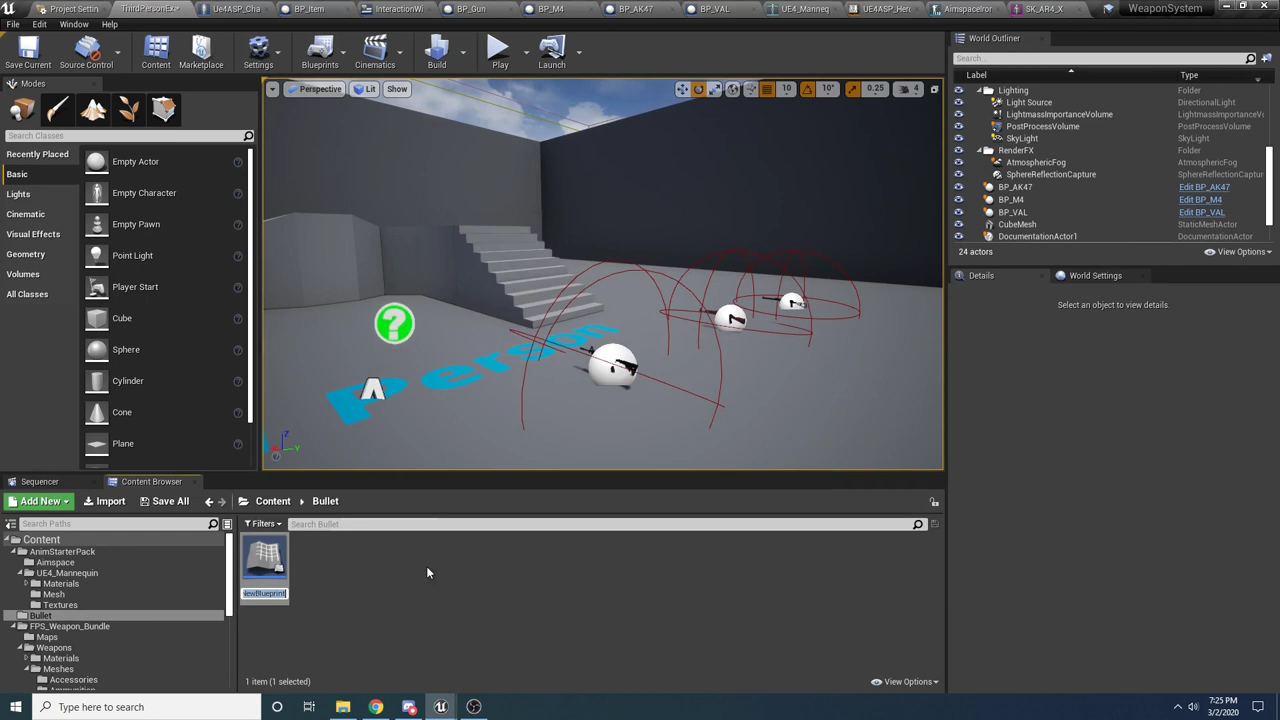 Project Settin
ThirdPersonEx*
UE4ASP_Cha
BP_Item
InteractionWi
BP_Gun
BP_M4
BP_AK47
BP_VAL
UE4_Manneq
UE4ASP_Her
AimspaceIron
SK_AR4_X
WeaponSystem
File Edit Window Help
Save Current
Source Control
Content
Marketplace
Settings
Blueprints
Cinematics
Build
Play
Launch
Modes
Search Classes
Recently Placed
Basic
Lights
Cinematic
Visual Effects
Geometry
Volumes
All Classes
Empty Actor
Empty Character
Empty Pawn
Point Light
Player Start
Cube
Sphere
Cylinder
Cone
Plane
Perspective Lit Show
10 10° 0.25 4
Person
Z
Y
World Outliner
Search...
Label Type
Lighting Folder
Light Source DirectionalLight
LightmassImportanceVolume LightmassImportanceVc
PostProcessVolume PostProcessVolume
SkyLight SkyLight
RenderFX Folder
AtmosphericFog AtmosphericFog
SphereReflectionCapture SphereReflectionCaptur
BP_AK47 Edit BP_AK47
BP_M4 Edit BP_M4
BP_VAL Edit BP_VAL
CubeMesh StaticMeshActor
DocumentationActor1 DocumentationActor
24 actors View Options
Details World Settings
Select an object to view details.
Sequencer Content Browser
Add New Import Save All Content Bullet
Search Paths Filters Search Bullet
Content
AnimStarterPack
Aimspace
UE4_Mannequin
Materials
Mesh
Textures
Bullet
FPS_Weapon_Bundle
Maps
Weapons
Materials
Meshes
Accessories
Ammunition
NewBlueprint
1 item (1 selected) View Options
Type here to search
7:25 PM
3/2/2020